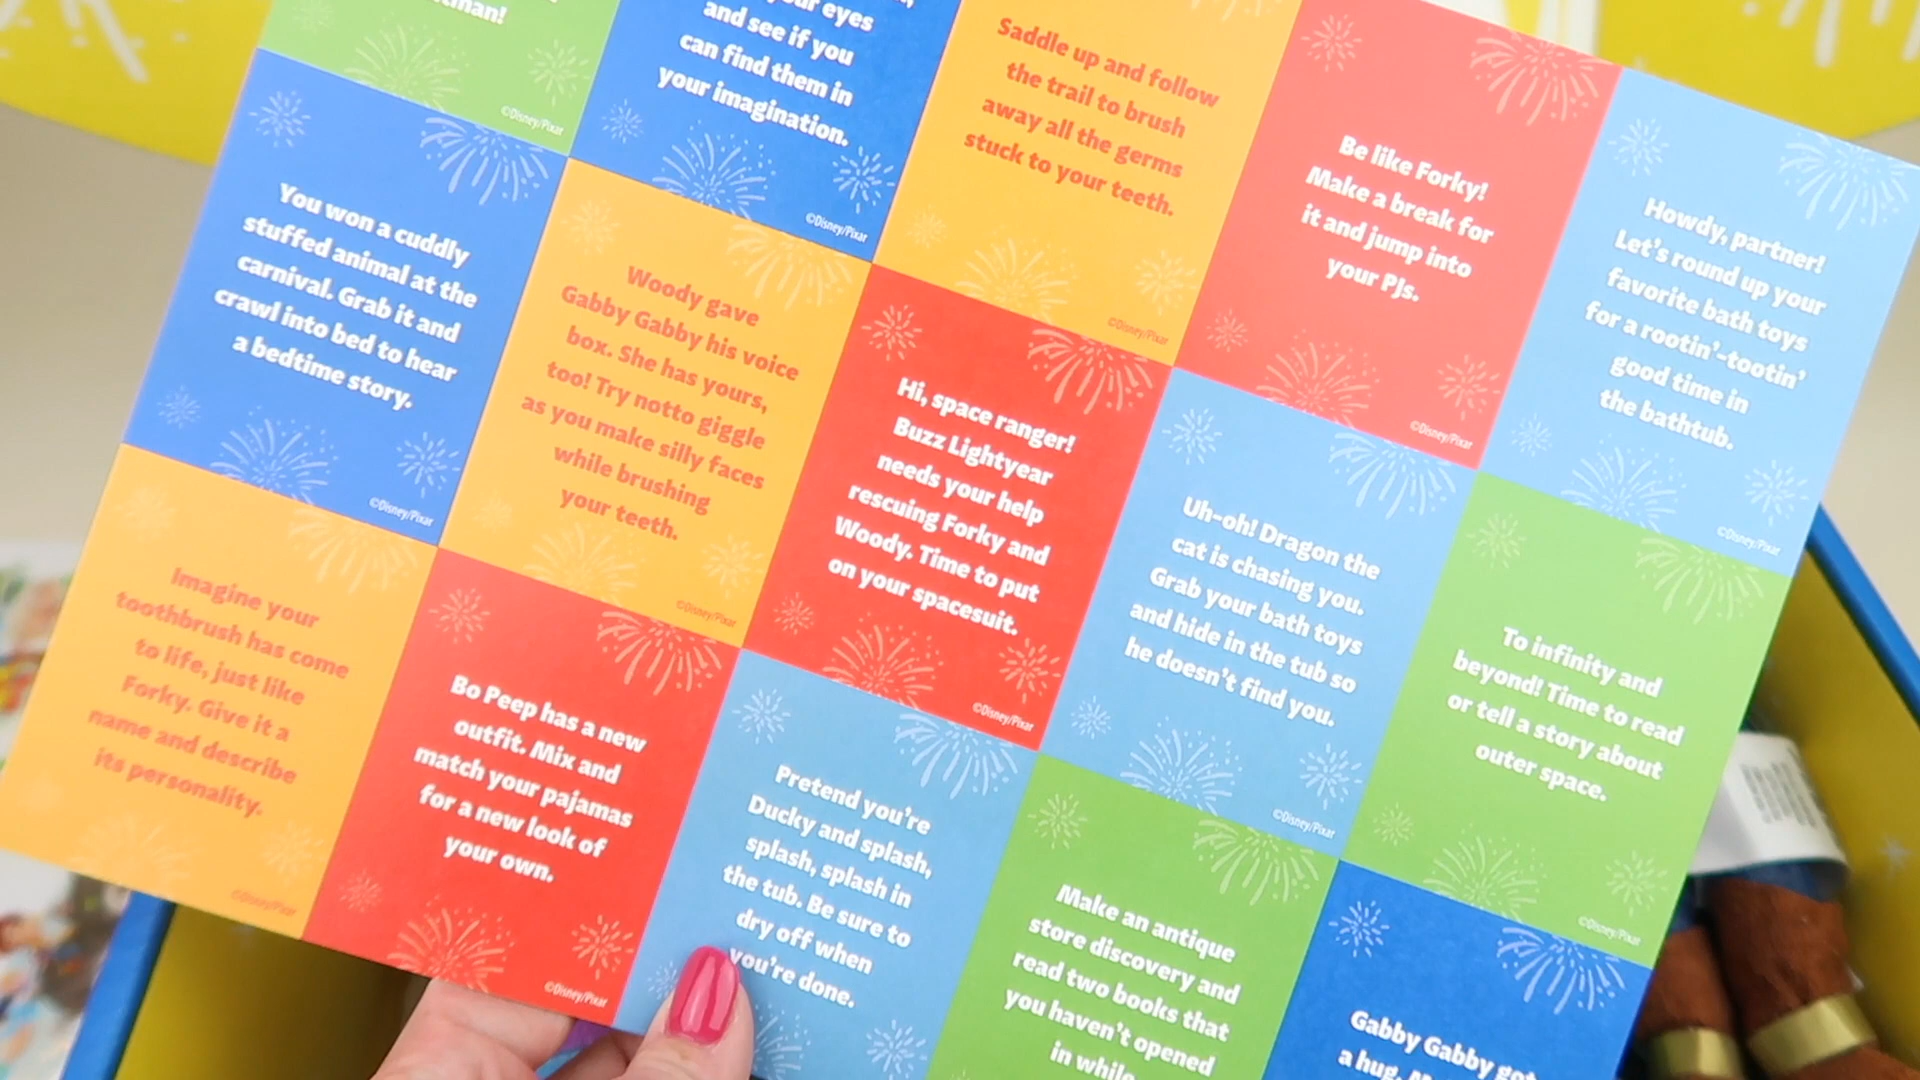 ©Disney/Pixar
your eyes
and see if you
can find them in
your imagination.
©Disney/Pixar
Saddle up and follow
the trail to brush
away all the germs
stuck to your teeth.
©Disney/Pixar
Be like Forky!
Make a break for
it and jump into
your PJs.
©Disney/Pixar
Howdy, partner!
Let's round up your
favorite bath toys
for a rootin'-tootin'
good time in
the bathtub.
©Disney/Pixar
You won a cuddly
stuffed animal at the
carnival. Grab it and
crawl into bed to hear
a bedtime story.
©Disney/Pixar
Woody gave
Gabby Gabby his voice
box. She has yours,
too! Try notto giggle
as you make silly faces
while brushing
your teeth.
©Disney/Pixar
Hi, space ranger!
Buzz Lightyear
needs your help
rescuing Forky and
Woody. Time to put
on your spacesuit.
©Disney/Pixar
Uh-oh! Dragon the
cat is chasing you.
Grab your bath toys
and hide in the tub so
he doesn't find you.
©Disney/Pixar
To infinity and
beyond! Time to read
or tell a story about
outer space.
©Disney/Pixar
Imagine your
toothbrush has come
to life, just like
Forky. Give it a
name and describe
its personality.
©Disney/Pixar
Bo Peep has a new
outfit. Mix and
match your pajamas
for a new look of
your own.
©Disney/Pixar
Pretend you're
Ducky and splash,
splash, splash in
the tub. Be sure to
dry off when
you're done.
Make an antique
store discovery and
read two books that
you haven't opened
in while
Gabby Gabby got
a hug.